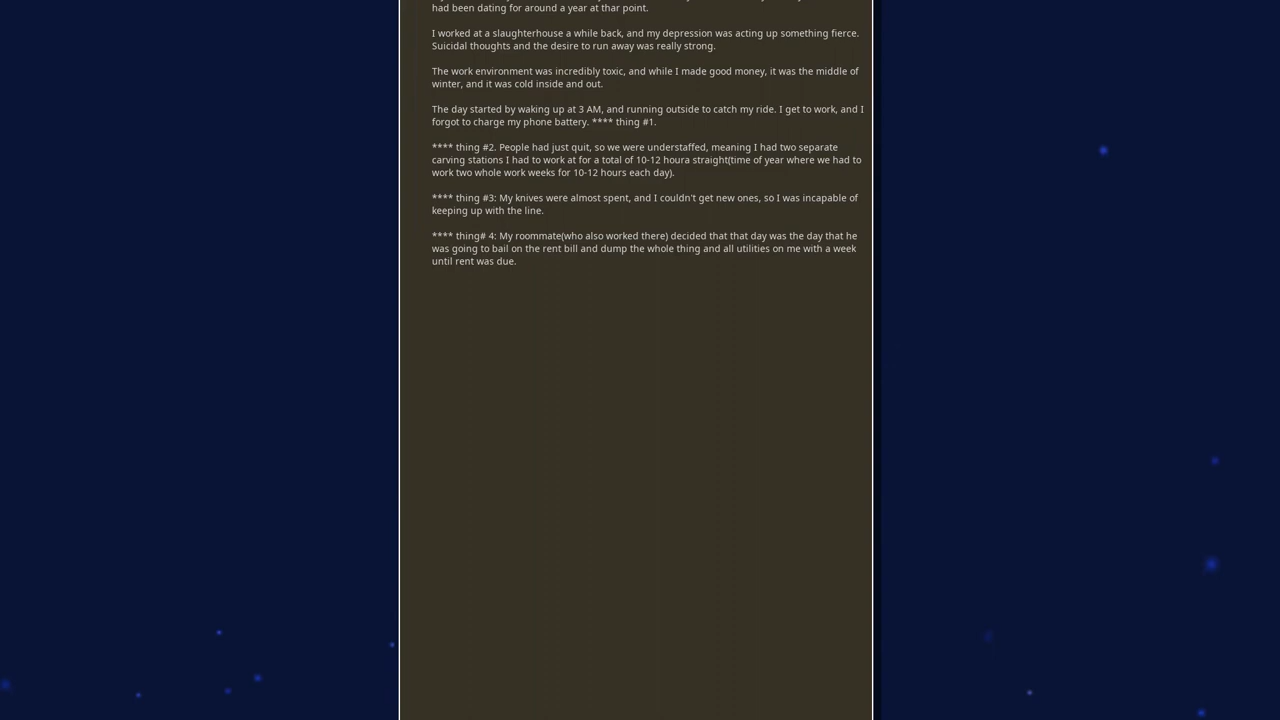 had been dating for around a year at thar point.
I worked at a slaughterhouse a while back, and my depression was acting up something fierce.
Suicidal thoughts and the desire to run away was really strong.
The work environment was incredibly toxic, and while I made good money, it was the middle of
winter, and it was cold inside and out.
The day started by waking up at 3 AM, and running outside to catch my ride. I get to work, and I
forgot to charge my phone battery. **** thing #1.
**** thing #2. People had just quit, so we were understaffed, meaning I had two separate
carving stations I had to work at for a total of 10-12 houra straight(time of year where we had to
work two whole work weeks for 10-12 hours each day).
**** thing #3: My knives were almost spent, and I couldn't get new ones, so I was incapable of
keeping up with the line.
**** thing# 4: My roommate(who also worked there) decided that that day was the day that he
was going to bail on the rent bill and dump the whole thing and all utilities on me with a week
until rent was due.